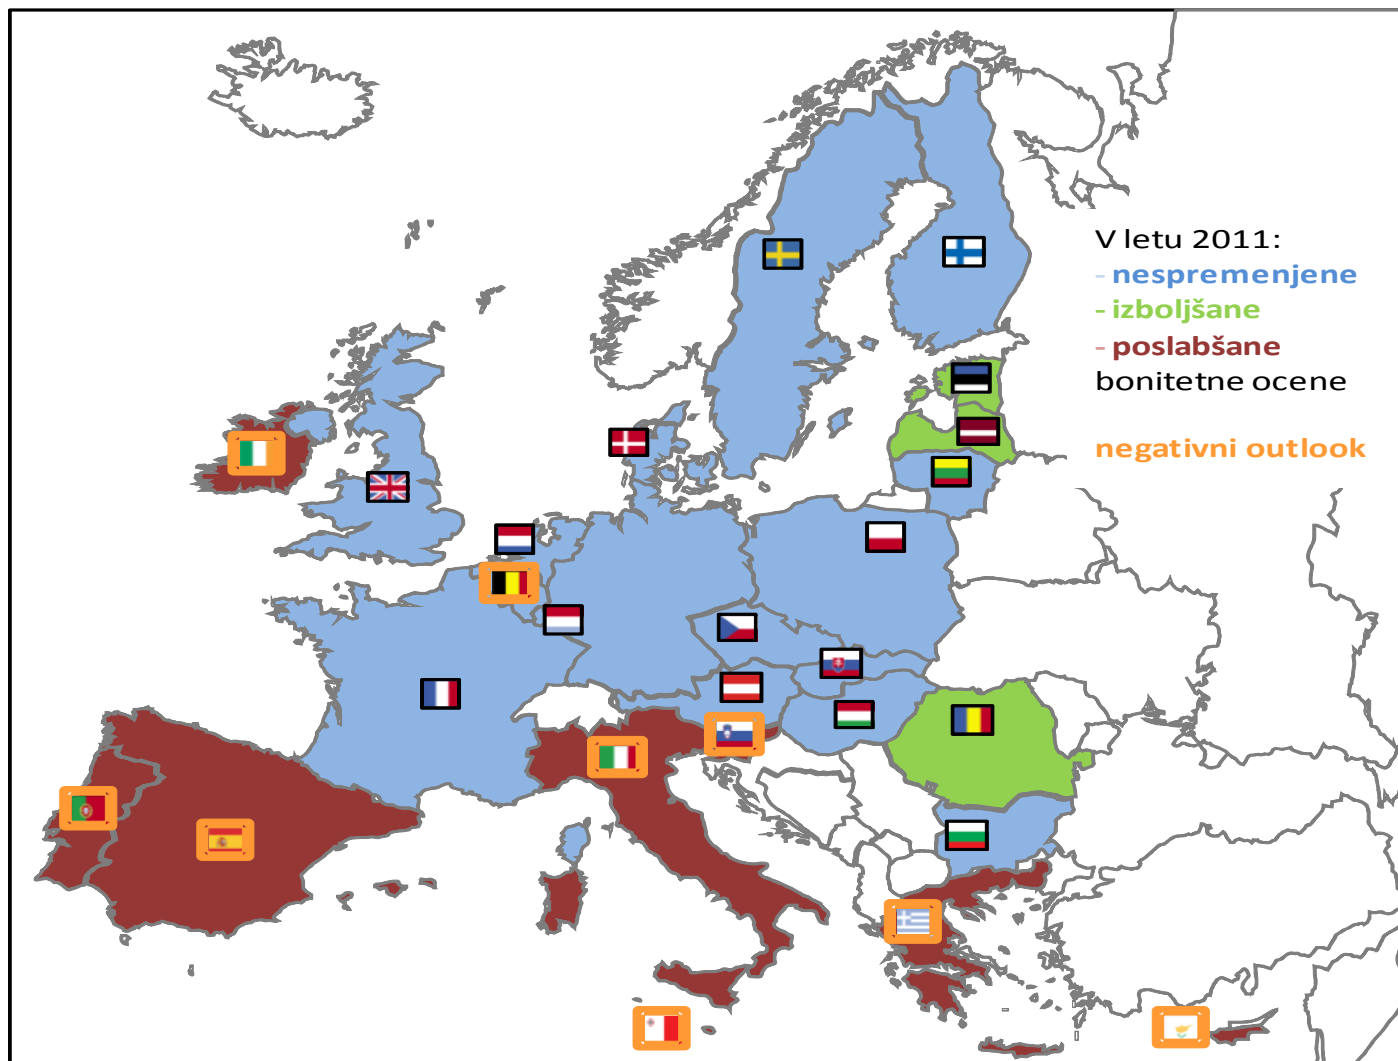 V letu 2011:
- nespremenjene
- izboljšane
- poslabšane
bonitetne ocene
negativni outlook